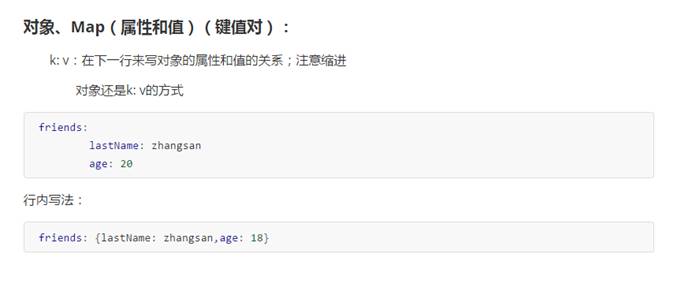 对象、Map（属性和值）（键值对）：
k: v：在下一行来写对象的属性和值的关系；注意缩进
对象还是k: v的方式
friends:
lastName: zhangsan
age: 20
行内写法：
friends: {lastName: zhangsan,age: 18}